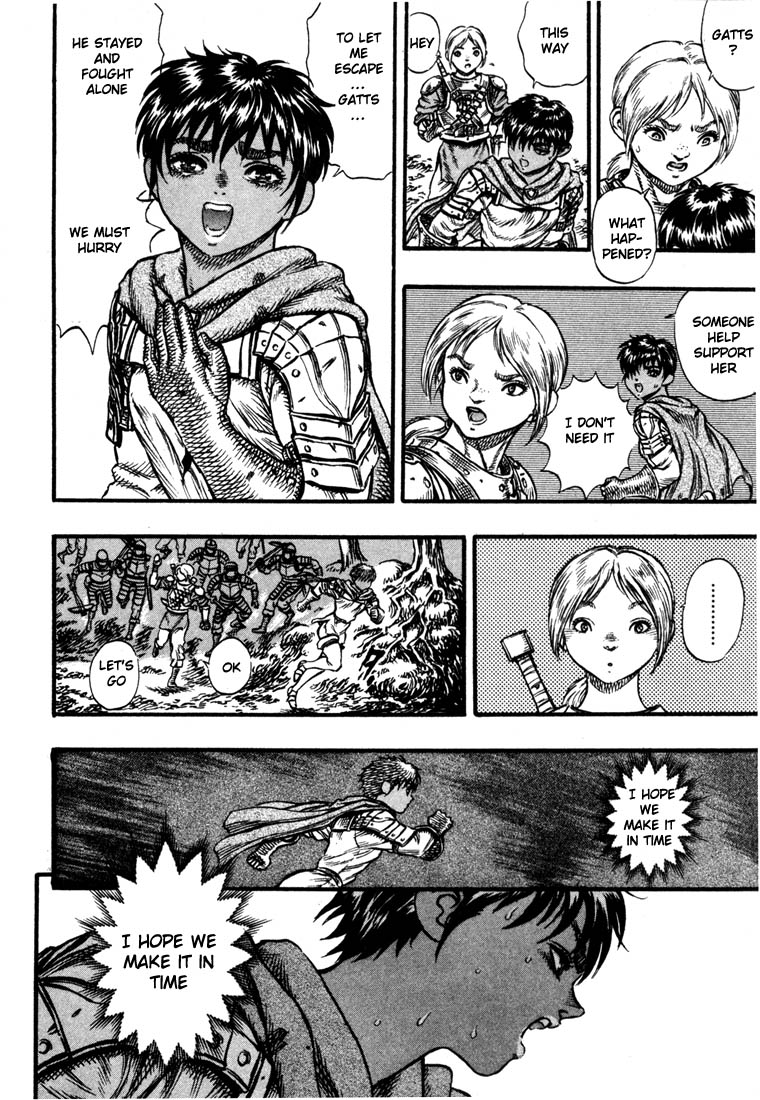 GATTS
?
WHAT
HAP-
PENED?
THIS
WAY
HEY
TO LET
ME
ESCAPE
...
GATTS
...
HE STAYED
AND
FOUGHT
ALONE
WE MUST
HURRY
SOMEONE
HELP
SUPPORT
HER
I DON'T
NEED IT
.........
OK
LET'S
GO
I HOPE
WE
MAKE IT
IN TIME
I HOPE WE
MAKE IT IN
TIME